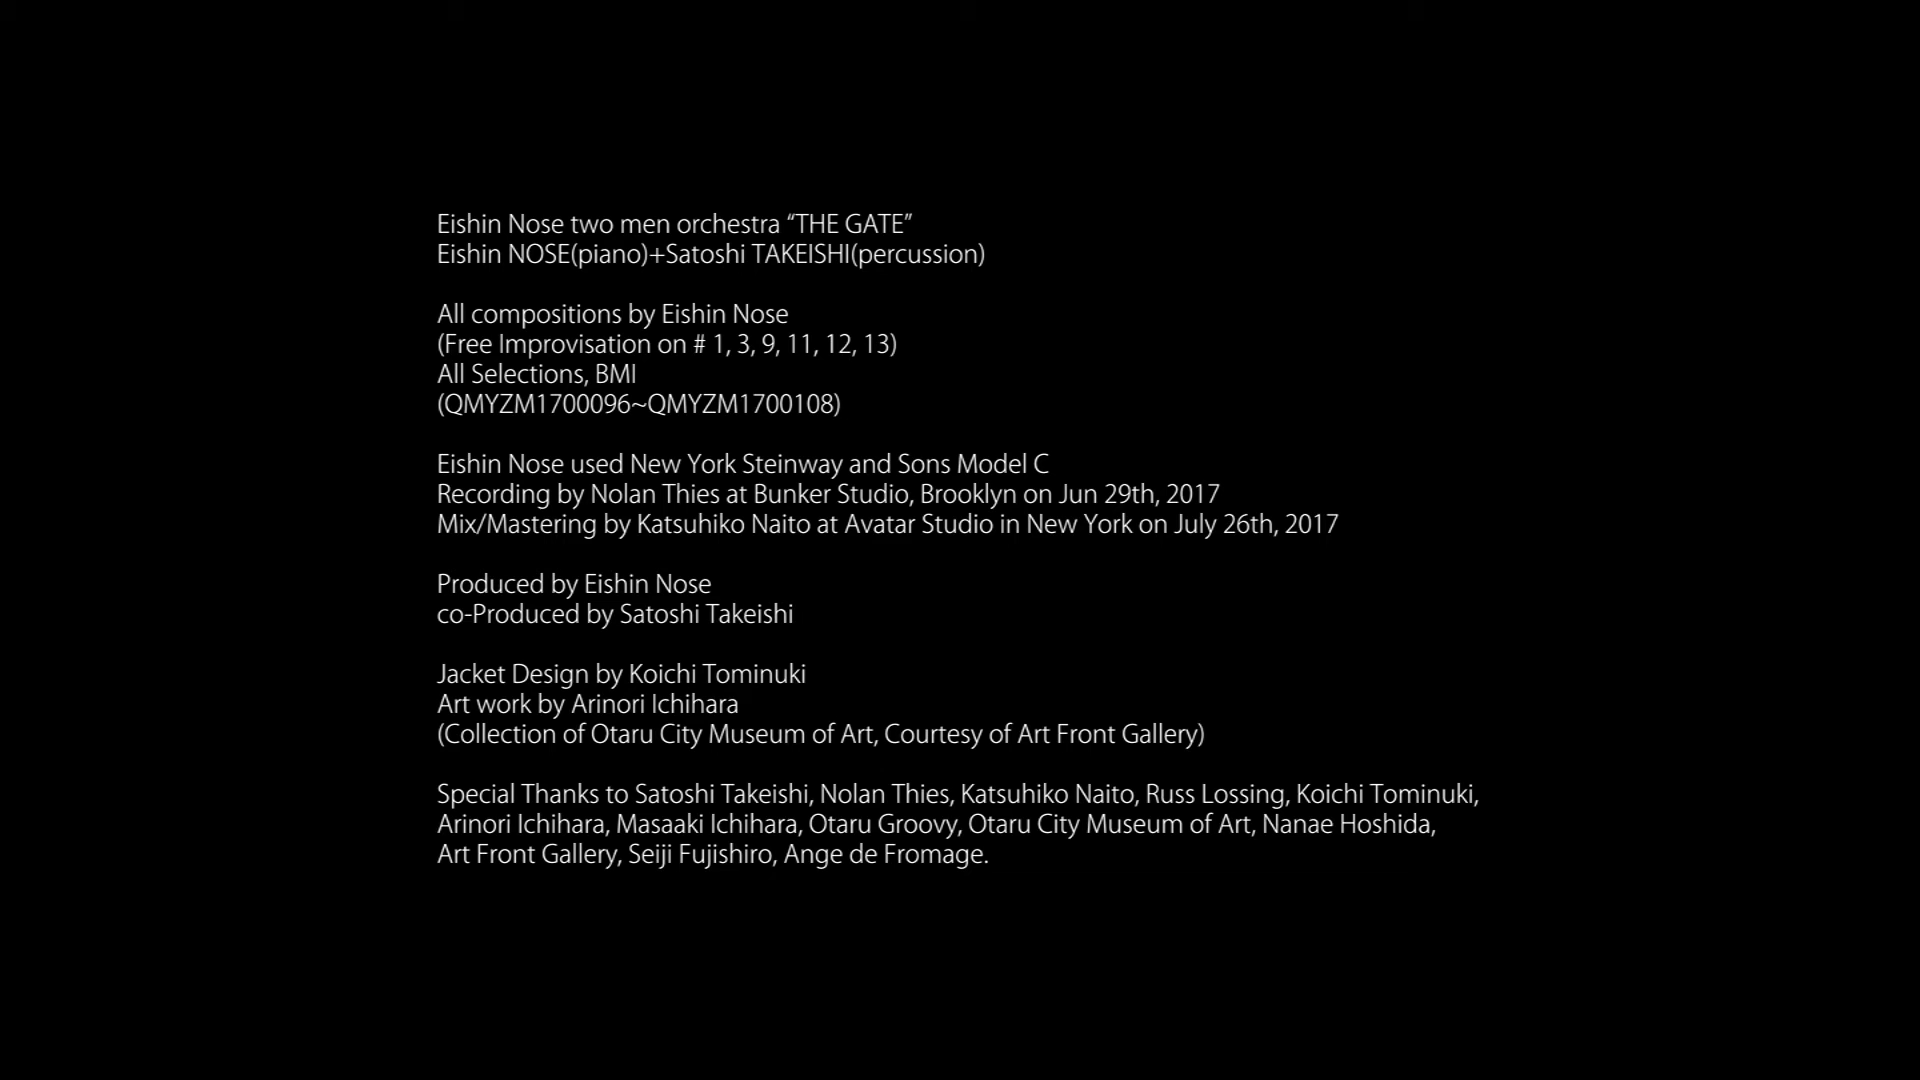 Eishin Nose two men orchestra “THE GATE”
Eishin NOSE(piano)+Satoshi TAKEISHI(percussion)
All compositions by Eishin Nose
(Free Improvisation on # 1, 3, 9, 11, 12, 13)
All Selections, BMI
(QMYZM1700096~QMYZM1700108)
Eishin Nose used New York Steinway and Sons Model C
Recording by Nolan Thies at Bunker Studio, Brooklyn on Jun 29th, 2017
Mix/Mastering by Katsuhiko Naito at Avatar Studio in New York on July 26th, 2017
Produced by Eishin Nose
co-Produced by Satoshi Takeishi
Jacket Design by Koichi Tominuki
Art work by Arinori Ichihara
(Collection of Otaru City Museum of Art, Courtesy of Art Front Gallery)
Special Thanks to Satoshi Takeishi, Nolan Thies, Katsuhiko Naito, Russ Lossing, Koichi Tominuki,
Arinori Ichihara, Masaaki Ichihara, Otaru Groovy, Otaru City Museum of Art, Nanae Hoshida,
Art Front Gallery, Seiji Fujishiro, Ange de Fromage.